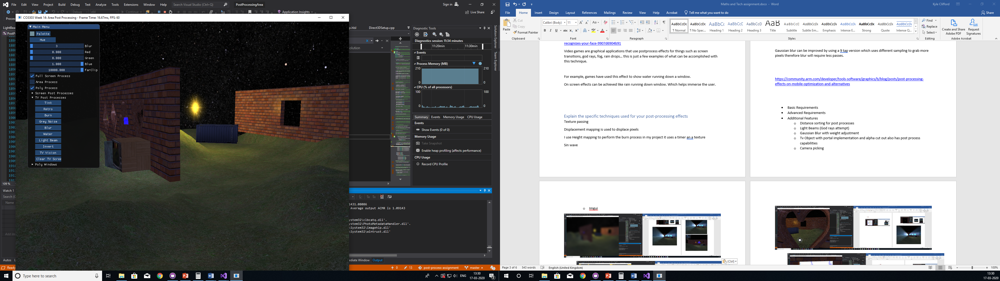 File Edit View Project Build Debug Test Analyze Tools Extensions Window Help Search Visual Studio (Ctrl+Q) PostProcessingArea Sign in
Debug x64 Continue Application Insights Live Share
CO3303 Week 14: Area Post Processing - Frame Time: 16.67ms, FPS: 60
Main Menu
Palette
Hue
3 Blur
0.000 Red
0.000 Green
1.000 Blue
10000.000 FarClip
Full Screen Process
Area Process
Poly Process
Screen Post Processes
TV Post Processes
Tint
Retro
Burn
Grey Noise
Blur
Water
Light Beam
Invert
TV Vision
Clear TV Scree
Poly Windows
109 %
Watch 1
Search (C
Name
Add ite
Autos
Ready
p.hlsl Direct3DSetup.cpp
olution
Diagnostic Tools
Diagnostics session: 11:34 minutes
11:20min 11:30min
Events
Process Memory (MB)
210 210
0 0
CPU (% of all processors)
100 100
0 0
Summary Events Memory Usage CPU Usage
Events
Show Events (0 of 0)
Memory Usage
Take Snapshot
Enable heap profiling (affects performance)
CPU Usage
Record CPU Profile
Solution Explorer
Team Explorer
1431.08086
Average output ACMR is 1.09143
ystem32\clbcatq.dll'.
ystem32\PhotoMetadataHandler.dll'.
\System32\imagehlp.dll'
\System32\wintrust.dll'
ediate Window Output
0 13 post-process-assignment master
Type here to search
ENG 13:30
17-03-2020
Maths and Tech assignment.docx - Word Kyle Clifford
File Home Insert Design Layout References Mailings Review View Help Acrobat Tell me what you want to do Share
Paste Cut Copy Format Painter
Calibri (Body) 11
Normal No Spac... Heading 1 Heading 2 Heading 3 Title Subtitle Subtle Em... Emphasis Intense E... Strong Quote Intense Q...
Find Replace Select
Create and Share Adobe PDF Request Signatures
Clipboard Font Paragraph Styles Editing Adobe Acrobat
recognizes-your-face-9907d6904b91
Video games are graphical applications that use postprocess effects for things such as screen
transitions, god rays, fog, rain drops... this is just a few examples of what can be accomplished with
this technique.
For example, games have used this effect to show water running down a window.
On screen effects can be achieved like rain running down window. Which helps immerse the user.
Explain the specific techniques used for your post-processing effects
Texture passing
Displacement mapping is used to displace pixels
I use Height mapping to perform the burn process in my project it uses a timer an a texture
Sin wave
Gaussian blur can be improved by using a 9 tap version which uses different sampling to grab more
pixels therefore blur will require less passes.
https://community.arm.com/developer/tools-software/graphics/b/blog/posts/post-processing-
effects-on-mobile-optimization-and-alternatives
Basic Requirements
Advanced Requirements
Additional Features
Distance sorting for post processes
Light Beams (God rays attempt)
Gaussian Blur with weight adjustment
Tv Object with portal implementation and alpha cut out also has post process
capabilities
Camera picking
Imgui
(Ctrl)
Page 3 of 6 543 words English (United Kingdom) 100%
13:30
17-03-2020